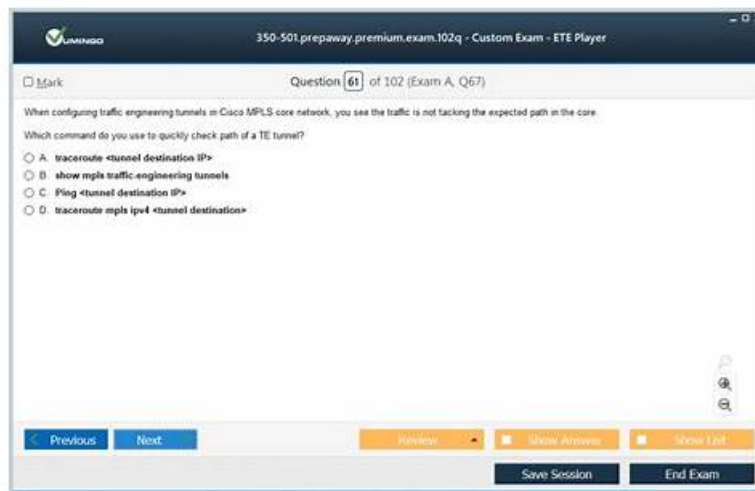 VUMINGO
350-501.prepaway.premium.exam.102q - Custom Exam - ETE Player
Mark
Question 61 of 102 (Exam A, Q67)
When configuring traffic engineering tunnels in Cisco MPLS core network, you see the traffic is not tacking the expected path in the core
Which command do you use to quickly check path of a TE tunnel?
A. traceroute <tunnel destination IP>
B. show mpls traffic-engineering tunnels
C. Ping <tunnel destination IP>
D. traceroute mpls ipv4 <tunnel destination>
Previous Next Review Show Answer Show List
Save Session End Exam